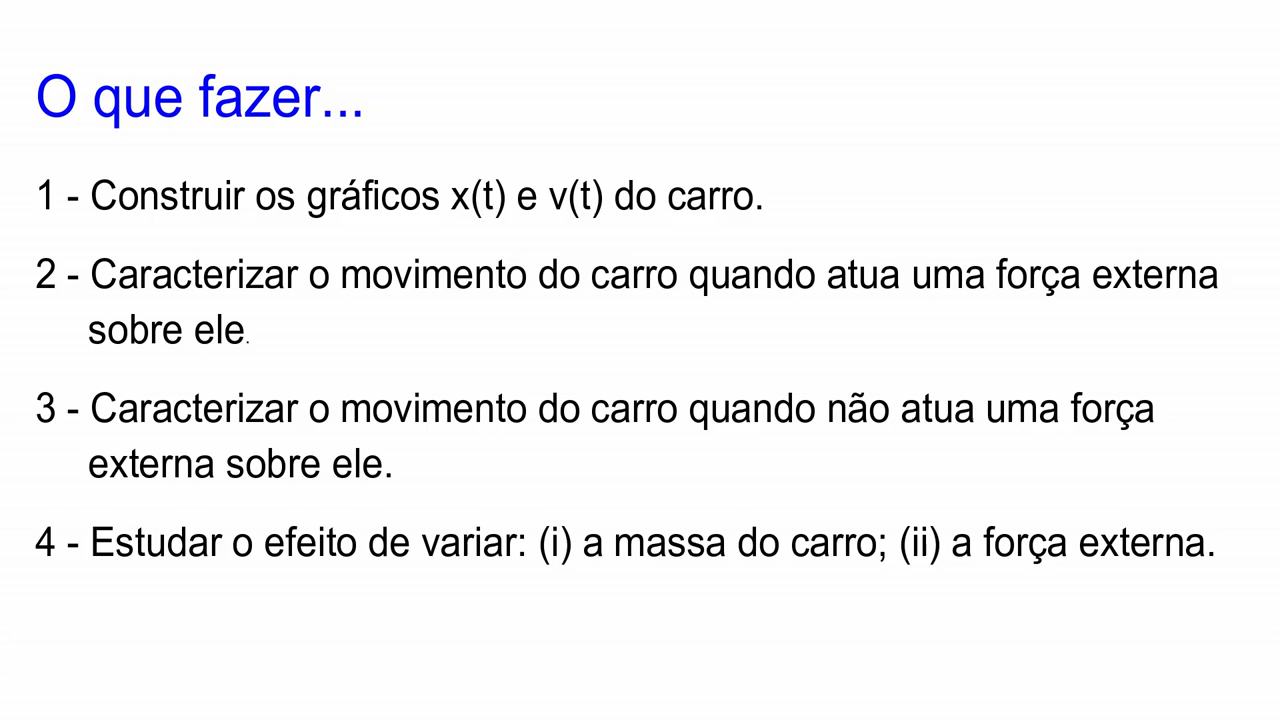 O que fazer...
1 - Construir os gráficos x(t) e v(t) do carro.
2 - Caracterizar o movimento do carro quando atua uma força externa
sobre ele.
3 - Caracterizar o movimento do carro quando não atua uma força
externa sobre ele.
4 - Estudar o efeito de variar: (i) a massa do carro; (ii) a força externa.